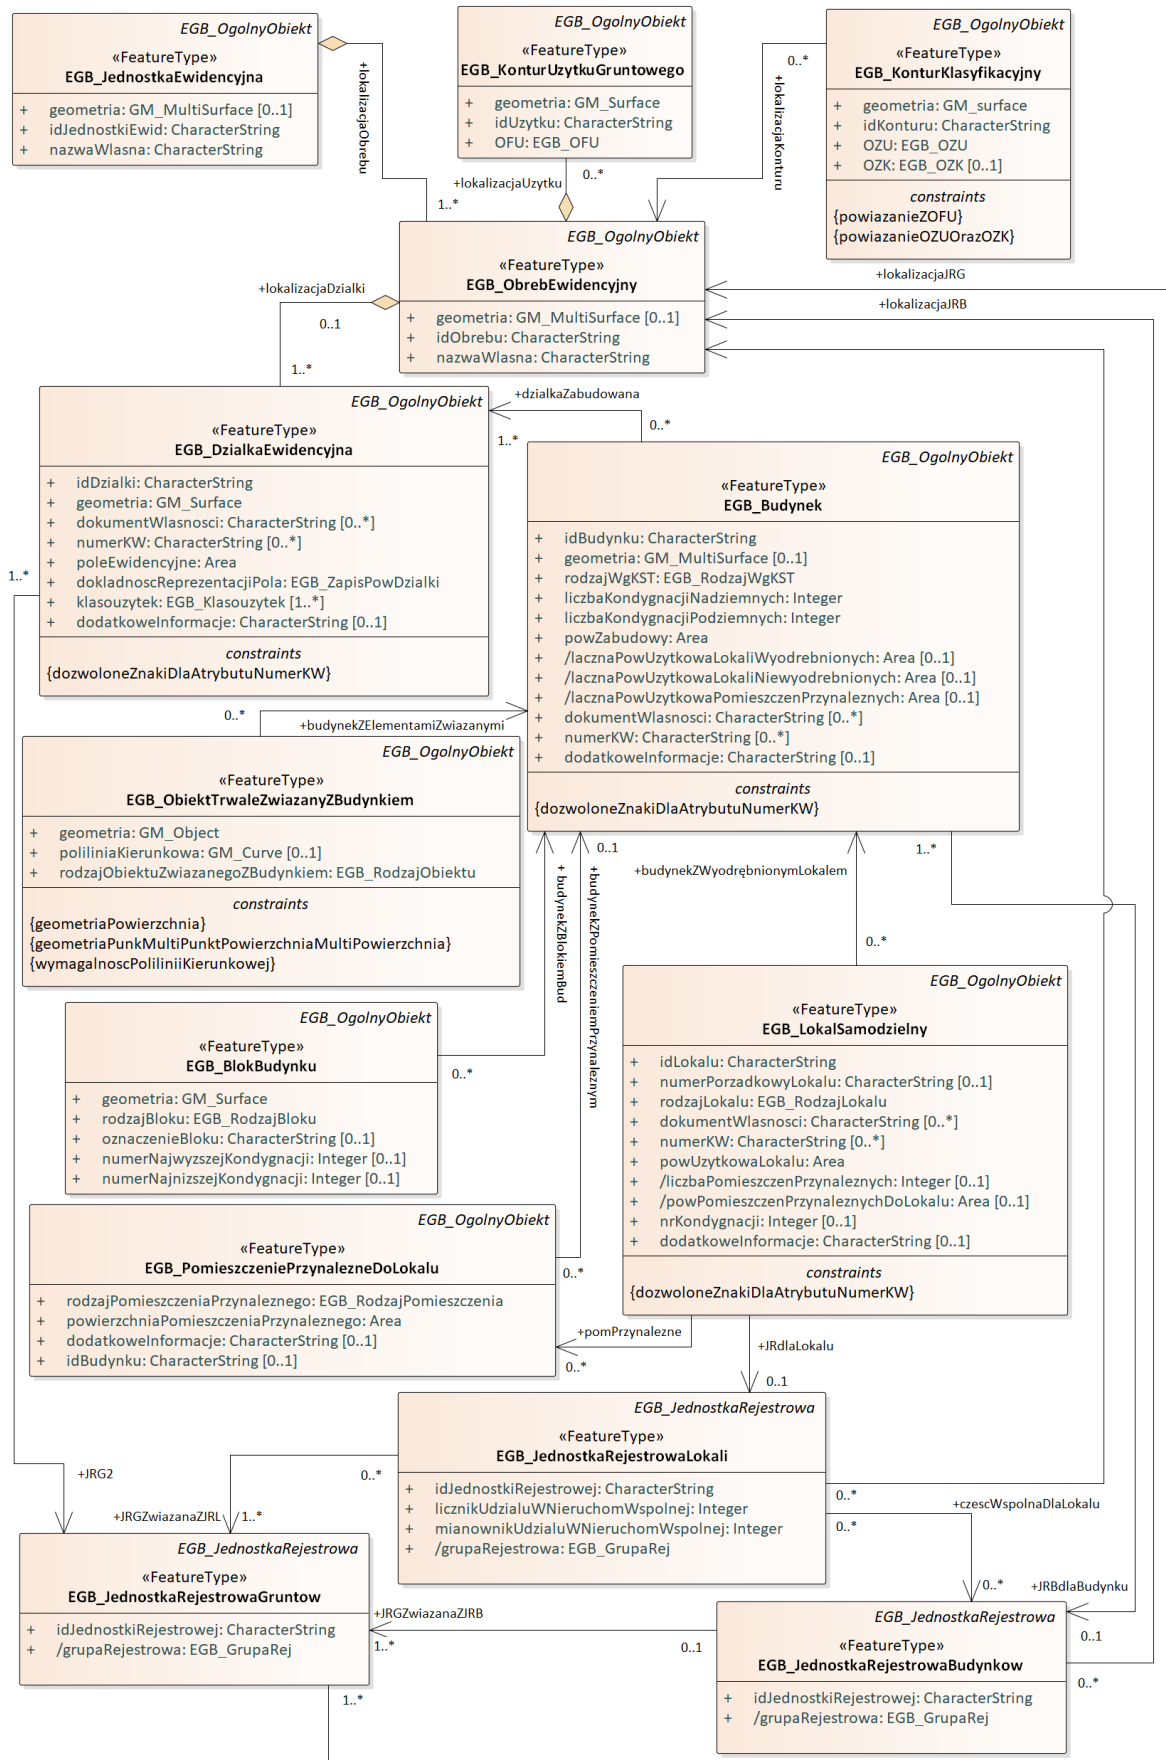 EGB_OgolnyObiekt
«FeatureType»
EGB_JednostkaEwidencyjna
+ geometria: GM_MultiSurface [0..1]
+ idJednostkiEwid: CharacterString
+ nazwaWlasna: CharacterString
+lokalizacjaObrebu
1..*
EGB_OgolnyObiekt
«FeatureType»
EGB_KonturUzytkuGruntowego
+ geometria: GM_Surface
+ idUzytku: CharacterString
+ OFU: EGB_OFU
+lokalizacjaUzytku
0..*
EGB_OgolnyObiekt
«FeatureType»
EGB_KonturKlasyfikacyjny
+ geometria: GM_surface
+ idKonturu: CharacterString
+ OZU: EGB_OZU
+ OZK: EGB_OZK [0..1]
constraints
{powiazanieZOFU}
{powiazanieOZUOrazOZK}
0..*
+lokalizacjaKonturu
EGB_OgolnyObiekt
«FeatureType»
EGB_ObrebEwidencyjny
+ geometria: GM_MultiSurface [0..1]
+ idObrebu: CharacterString
+ nazwaWlasna: CharacterString
+lokalizacjaJRG
+lokalizacjaJRB
+lokalizacjaDzialki
0..1
1..*
EGB_OgolnyObiekt
«FeatureType»
EGB_DzialkaEwidencyjna
+ idDzialki: CharacterString
+ geometria: GM_Surface
+ dokumentWlasnosci: CharacterString [0..*]
+ numerKW: CharacterString [0..*]
+ poleEwidencyjne: Area
+ dokladnoscReprezentacjiPola: EGB_ZapisPowDzialki
+ klasouzytek: EGB_Klasouzytek [1..*]
+ dodatkoweInformacje: CharacterString [0..1]
constraints
{dozwoloneZnakiDlaAtrybutuNumerKW}
1..*
+dzialkaZabudowana
1..*
0..*
EGB_OgolnyObiekt
«FeatureType»
EGB_Budynek
+ idBudynku: CharacterString
+ geometria: GM_MultiSurface [0..1]
+ rodzajWgKST: EGB_RodzajWgKST
+ liczbaKondygnacjiNadziemnych: Integer
+ liczbaKondygnacjiPodziemnych: Integer
+ powZabudowy: Area
+ /lacznaPowUzytkowaLokaliWyodrebnionych: Area [0..1]
+ /lacznaPowUzytkowaLokaliNiewyodrebnionych: Area [0..1]
+ /lacznaPowUzytkowaPomieszczenPrzynaleznych: Area [0..1]
+ dokumentWlasnosci: CharacterString [0..*]
+ numerKW: CharacterString [0..*]
+ dodatkoweInformacje: CharacterString [0..1]
constraints
{dozwoloneZnakiDlaAtrybutuNumerKW}
0..*
+budynekZElementamiZwiazanymi
EGB_OgolnyObiekt
«FeatureType»
EGB_ObiektTrwaleZwiazanyZBudynkiem
+ geometria: GM_Object
+ poliliniaKierunkowa: GM_Curve [0..1]
+ rodzajObiektuZwiazanegoZBudynkiem: EGB_RodzajObiektu
constraints
{geometriaPowierzchnia}
{geometriaPunkMultiPunktPowierzchniaMultiPowierzchnia}
{wymagalnoscPoliliniiKierunkowej}
+ budynekZBlokiemBud
0..1
+budynekZPomieszczeniemPrzynaleznym
+budynekZWyodrębnionymLokalem
0..*
1..*
EGB_OgolnyObiekt
«FeatureType»
EGB_BlokBudynku
+ geometria: GM_Surface
+ rodzajBloku: EGB_RodzajBloku
+ oznaczenieBloku: CharacterString [0..1]
+ numerNajwyzszejKondygnacji: Integer [0..1]
+ numerNajnizszejKondygnacji: Integer [0..1]
0..*
EGB_OgolnyObiekt
«FeatureType»
EGB_LokalSamodzielny
+ idLokalu: CharacterString
+ numerPorzadkowyLokalu: CharacterString [0..1]
+ rodzajLokalu: EGB_RodzajLokalu
+ dokumentWlasnosci: CharacterString [0..*]
+ numerKW: CharacterString [0..*]
+ powUzytkowaLokalu: Area
+ /liczbaPomieszczenPrzynaleznych: Integer [0..1]
+ /powPomieszczenPrzynaleznychDoLokalu: Area [0..1]
+ nrKondygnacji: Integer [0..1]
+ dodatkoweInformacje: CharacterString [0..1]
constraints
{dozwoloneZnakiDlaAtrybutuNumerKW}
EGB_OgolnyObiekt
«FeatureType»
EGB_PomieszczeniePrzynalezneDoLokalu
+ rodzajPomieszczeniaPrzynaleznego: EGB_RodzajPomieszczenia
+ powierzchniaPomieszczeniaPrzynaleznego: Area
+ dodatkoweInformacje: CharacterString [0..1]
+ idBudynku: CharacterString [0..1]
0..*
+pomPrzynalezne
0..*
+JRdlaLokalu
0..1
EGB_JednostkaRejestrowa
«FeatureType»
EGB_JednostkaRejestrowaLokali
+ idJednostkiRejestrowej: CharacterString
+ licznikUdzialuWNieruchomWspolnej: Integer
+ mianownikUdzialuWNieruchomWspolnej: Integer
+ /grupaRejestrowa: EGB_GrupaRej
0..*
+JRG2
+JRGZwiazanaZJRL
1..*
0..*
+czescWspolnaDlaLokalu
0..*
0..*
+JRBdlaBudynku
0..1
EGB_JednostkaRejestrowa
«FeatureType»
EGB_JednostkaRejestrowaGruntow
+ idJednostkiRejestrowej: CharacterString
+ /grupaRejestrowa: EGB_GrupaRej
1..*
+JRGZwiazanaZJRB
1..*
0..1
EGB_JednostkaRejestrowa
«FeatureType»
EGB_JednostkaRejestrowaBudynkow
+ idJednostkiRejestrowej: CharacterString
+ /grupaRejestrowa: EGB_GrupaRej
0..*